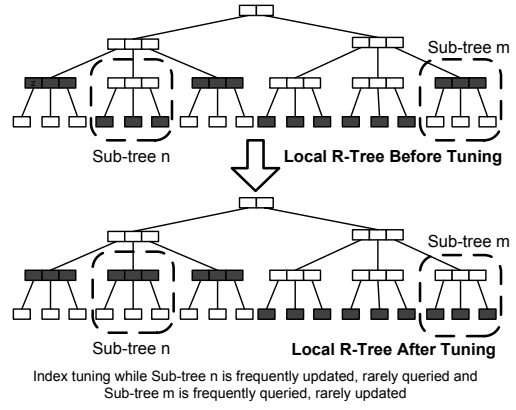 Sub-tree m
Sub-tree n
Local R-Tree Before Tuning
Sub-tree m
Sub-tree n
Local R-Tree After Tuning
Index tuning while Sub-tree n is frequently updated, rarely queried and
Sub-tree m is frequently queried, rarely updated